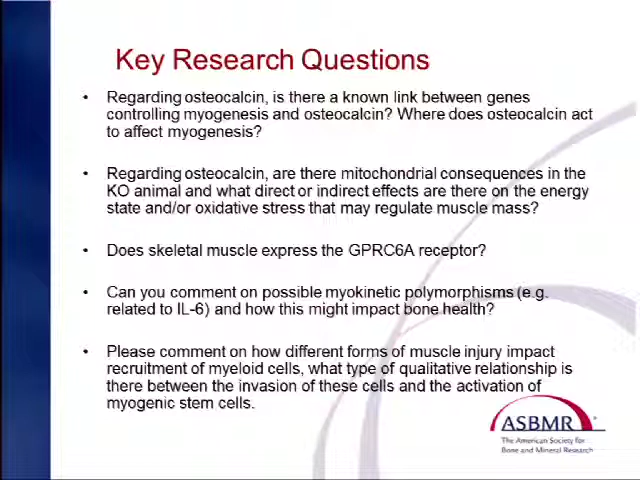 Key Research Questions
• Regarding osteocalcin, is there a known link between genes
controlling myogenesis and osteocalcin? Where does osteocalcin act
to affect myogenesis?
• Regarding osteocalcin, are there mitochondrial consequences in the
KO animal and what direct or indirect effects are there on the energy
state and/or oxidative stress that may regulate muscle mass?
• Does skeletal muscle express the GPRC6A receptor?
• Can you comment on possible myokinetic polymorphisms (e.g.
related to IL-6) and how this might impact bone health?
• Please comment on how different forms of muscle injury impact
recruitment of myeloid cells, what type of qualitative relationship is
there between the invasion of these cells and the activation of
myogenic stem cells.
ASBMR
The American Society for
Bone and Mineral Research